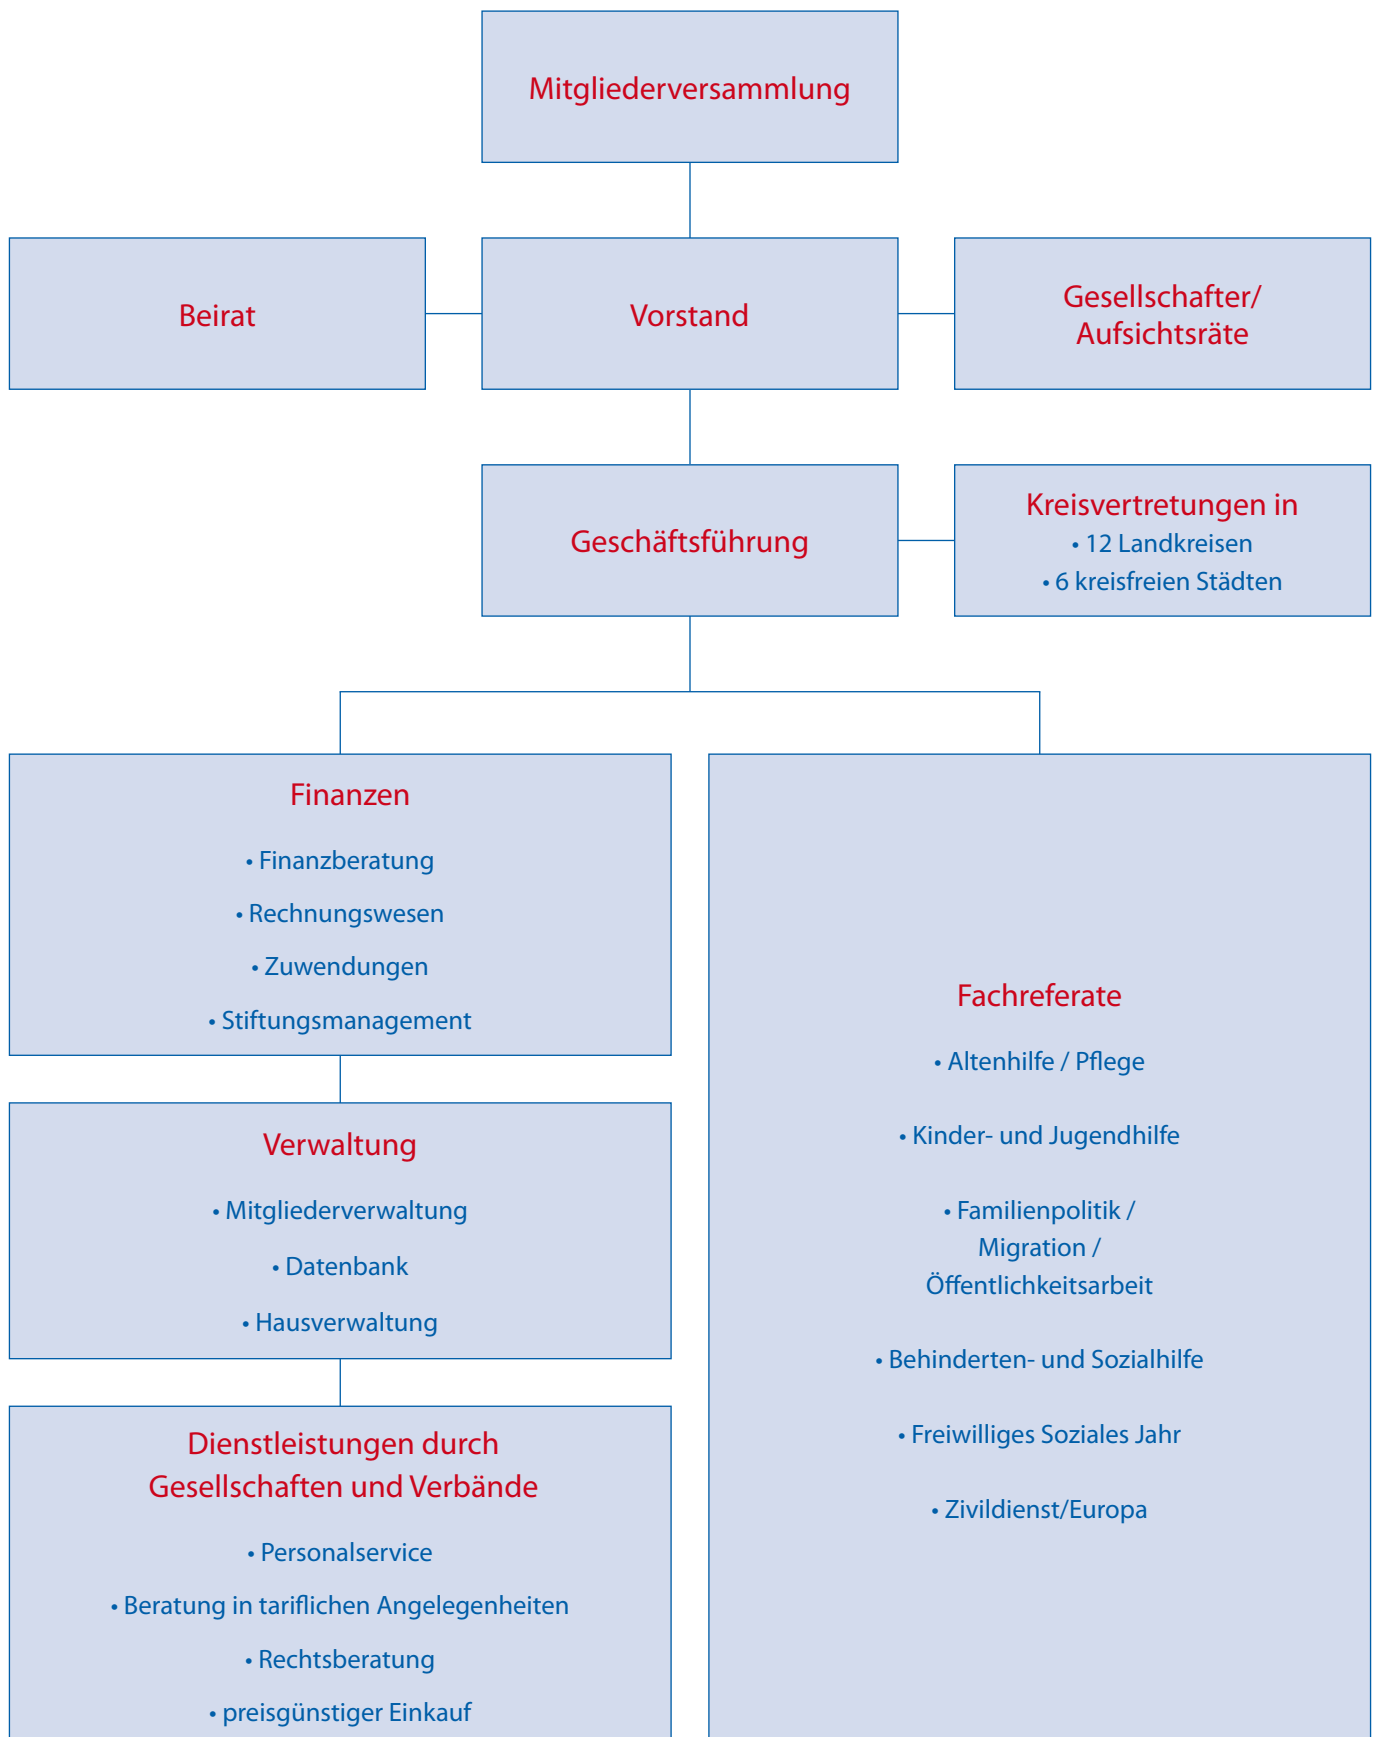 Mitgliederversammlung
Beirat
Vorstand
Gesellschafter/
Aufsichtsräte
Geschäftsführung
Kreisvertretungen in
• 12 Landkreisen
• 6 kreisfreien Städten
Finanzen
• Finanzberatung
• Rechnungswesen
• Zuwendungen
• Stiftungsmanagement
Verwaltung
• Mitgliederverwaltung
• Datenbank
• Hausverwaltung
Dienstleistungen durch
Gesellschaften und Verbände
• Personalservice
• Beratung in tariflichen Angelegenheiten
• Rechtsberatung
• preisgünstiger Einkauf
Fachreferate
• Altenhilfe / Pflege
• Kinder- und Jugendhilfe
• Familienpolitik /
Migration /
Öffentlichkeitsarbeit
• Behinderten- und Sozialhilfe
• Freiwilliges Soziales Jahr
• Zivildienst/Europa